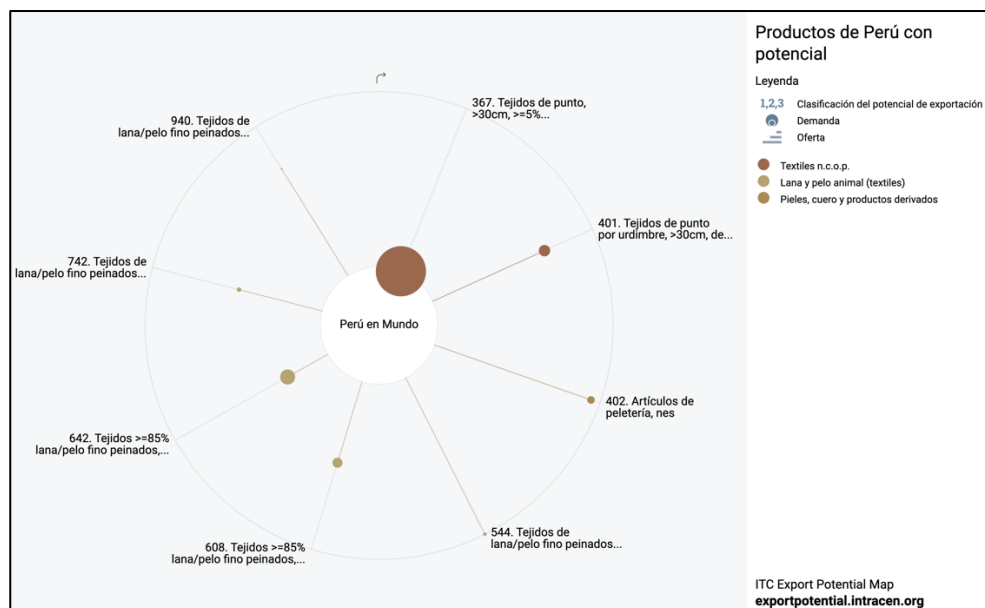 Productos de Perú con
potencial
Leyenda
1,2,3 Clasificación del potencial de exportación
Demanda
Oferta
Textiles n.c.o.p.
Lana y pelo animal (textiles)
Pieles, cuero y productos derivados
367. Tejidos de punto,
>30cm, >=5%...
401. Tejidos de punto
por urdimbre, >30cm, de...
402. Artículos de
peletería, nes
544. Tejidos de
lana/pelo fino peinados...
608. Tejidos >=85%
lana/pelo fino peinados,...
642. Tejidos >=85%
lana/pelo fino peinados,...
742. Tejidos de
lana/pelo fino peinados...
940. Tejidos de
lana/pelo fino peinados...
Perú en Mundo
ITC Export Potential Map
exportpotential.intracen.org